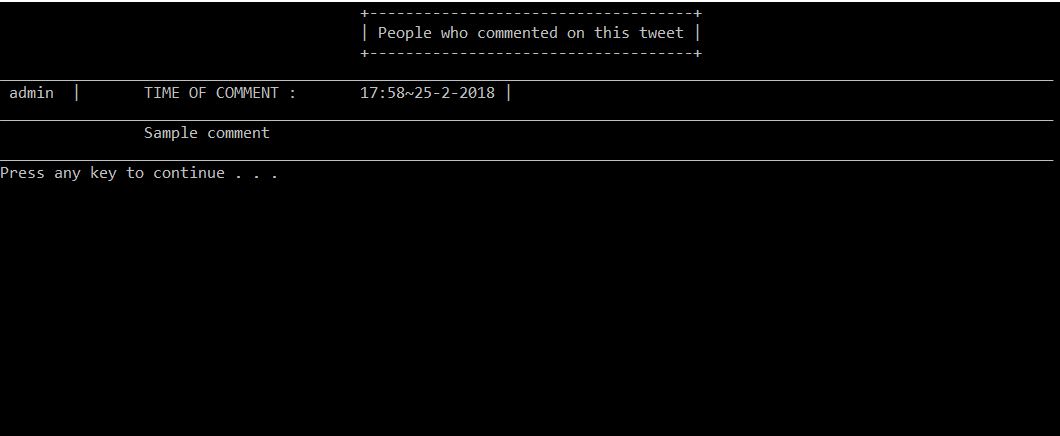 +------------------------------------+
| People who commented on this tweet |
+------------------------------------+
admin | TIME OF COMMENT : 17:58~25-2-2018 |
Sample comment
Press any key to continue . . .